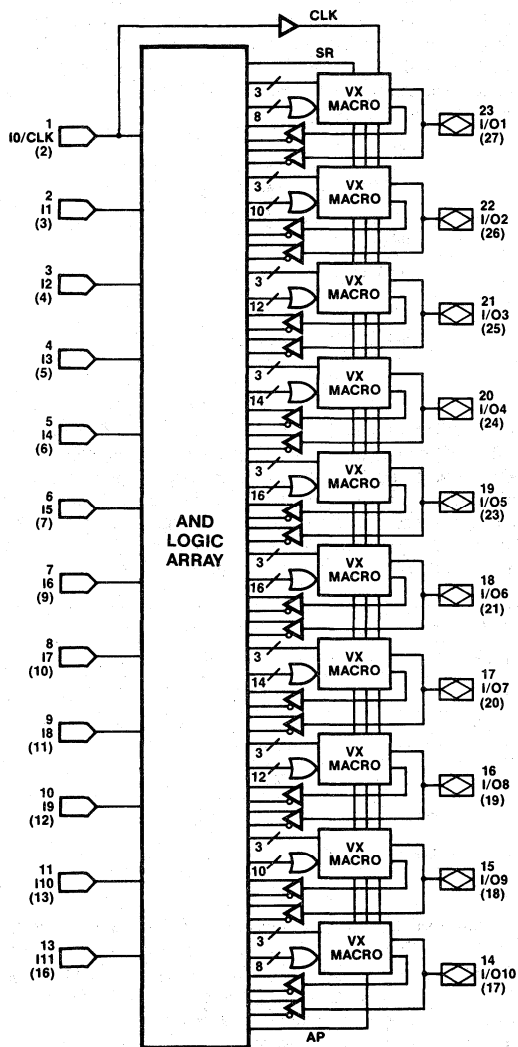 CLK
SR
1
I0/CLK
(2)
2
I1
(3)
3
I2
(4)
4
I3
(5)
5
I4
(6)
6
I5
(7)
7
I6
(9)
8
I7
(10)
9
I8
(11)
10
I9
(12)
11
I10
(13)
13
I11
(16)
AND
LOGIC
ARRAY
3
8
VX
MACRO
23
I/O1
(27)
3
10
VX
MACRO
22
I/O2
(26)
3
12
VX
MACRO
21
I/O3
(25)
3
14
VX
MACRO
20
I/O4
(24)
3
16
VX
MACRO
19
I/O5
(23)
3
16
VX
MACRO
18
I/O6
(21)
3
14
VX
MACRO
17
I/O7
(20)
3
12
VX
MACRO
16
I/O8
(19)
3
10
VX
MACRO
15
I/O9
(18)
3
8
VX
MACRO
14
I/O10
(17)
AP